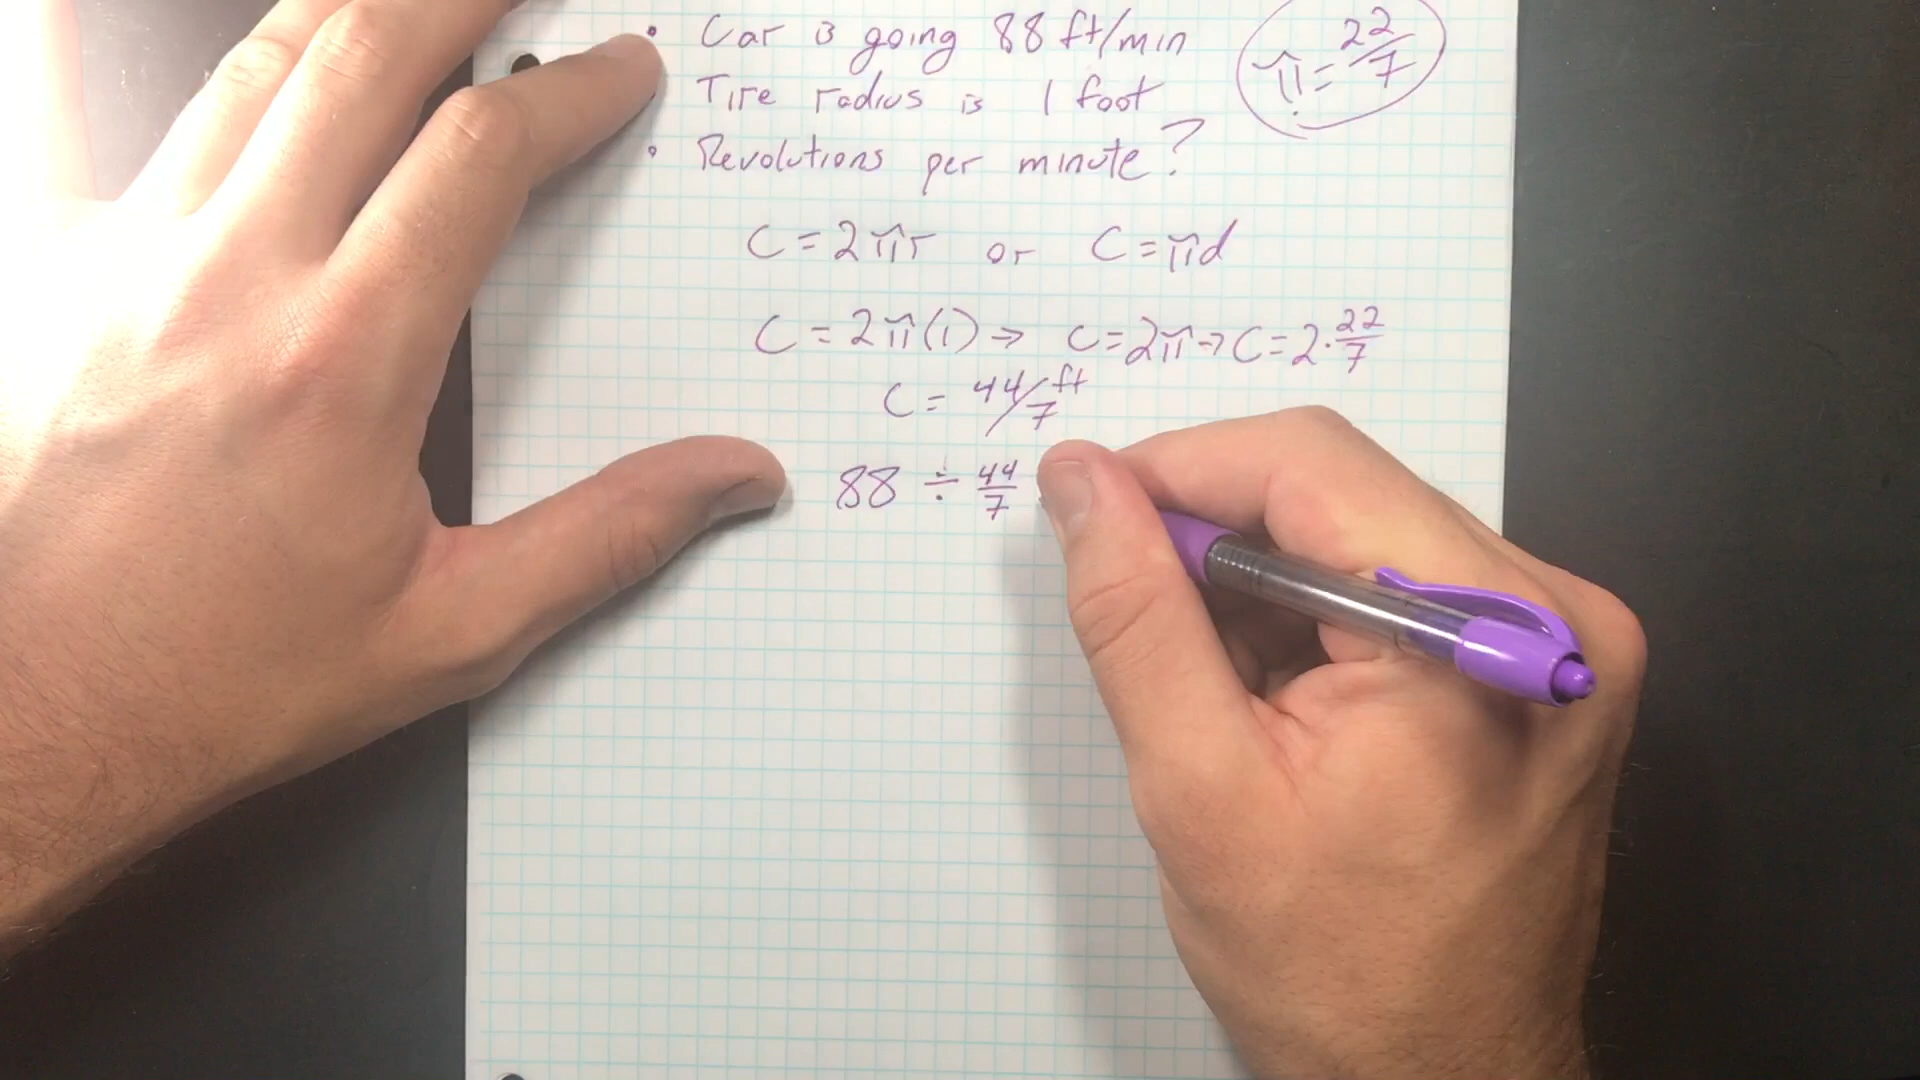 • Car is going 88 ft/min
π = 22/7
Tire radius is 1 foot
• Revolutions per minute?
C = 2πr or C = πd
C = 2π(1) → C = 2π → C = 2 · 22/7
C = 44/7 ft
88 ÷ 44/7